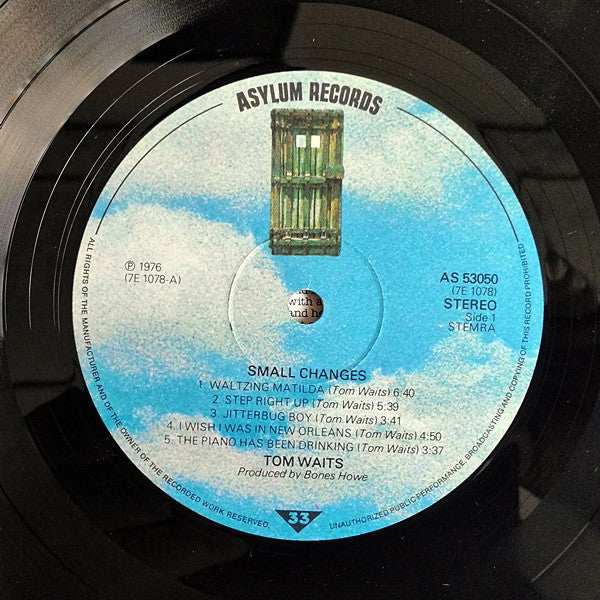 ASYLUM RECORDS
℗ 1976
(7E 1078-A)
AS 53050
(7E 1078)
STEREO
Side 1
STEMRA
with a
and he
SMALL CHANGES
1. WALTZING MATILDA (Tom Waits) 6:40
2. STEP RIGHT UP (Tom Waits) 5:39
3. JITTERBUG BOY (Tom Waits) 3:41
4. I WISH I WAS IN NEW ORLEANS (Tom Waits) 4:50
5. THE PIANO HAS BEEN DRINKING (Tom Waits) 3:37
TOM WAITS
Produced by Bones Howe
ALL RIGHTS OF THE MANUFACTURER AND OF THE OWNER OF THE RECORDED WORK RESERVED.
33
UNAUTHORIZED PUBLIC PERFORMANCE, BROADCASTING AND COPYING OF THIS RECORD PROHIBITED